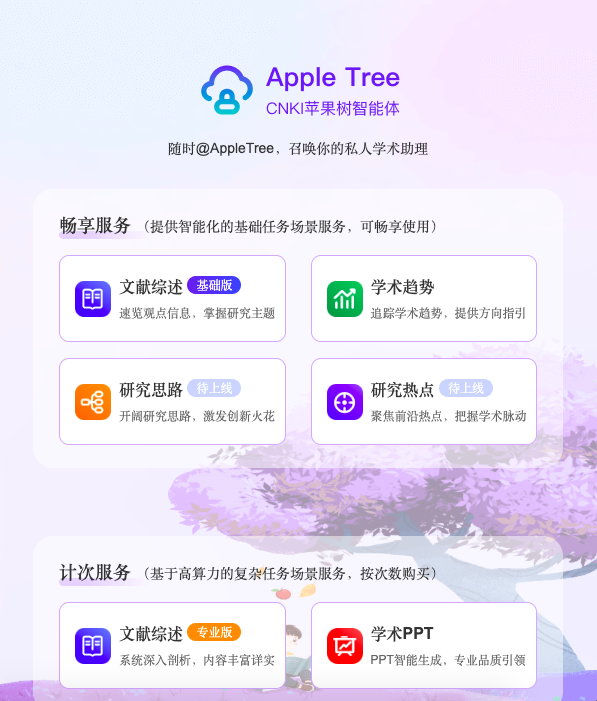 Apple Tree
CNKI苹果树智能体
随时@AppleTree，召唤你的私人学术助理
畅享服务 （提供智能化的基础任务场景服务，可畅享使用）
文献综述 基础版
速览观点信息，掌握研究主题
学术趋势
追踪学术趋势，提供方向指引
研究思路 待上线
开阔研究思路，激发创新火花
研究热点 待上线
聚焦前沿热点，把握学术脉动
计次服务 （基于高算力的复杂任务场景服务，按次数购买）
文献综述 专业版
系统深入剖析，内容丰富详实
学术PPT
PPT智能生成，专业品质引领